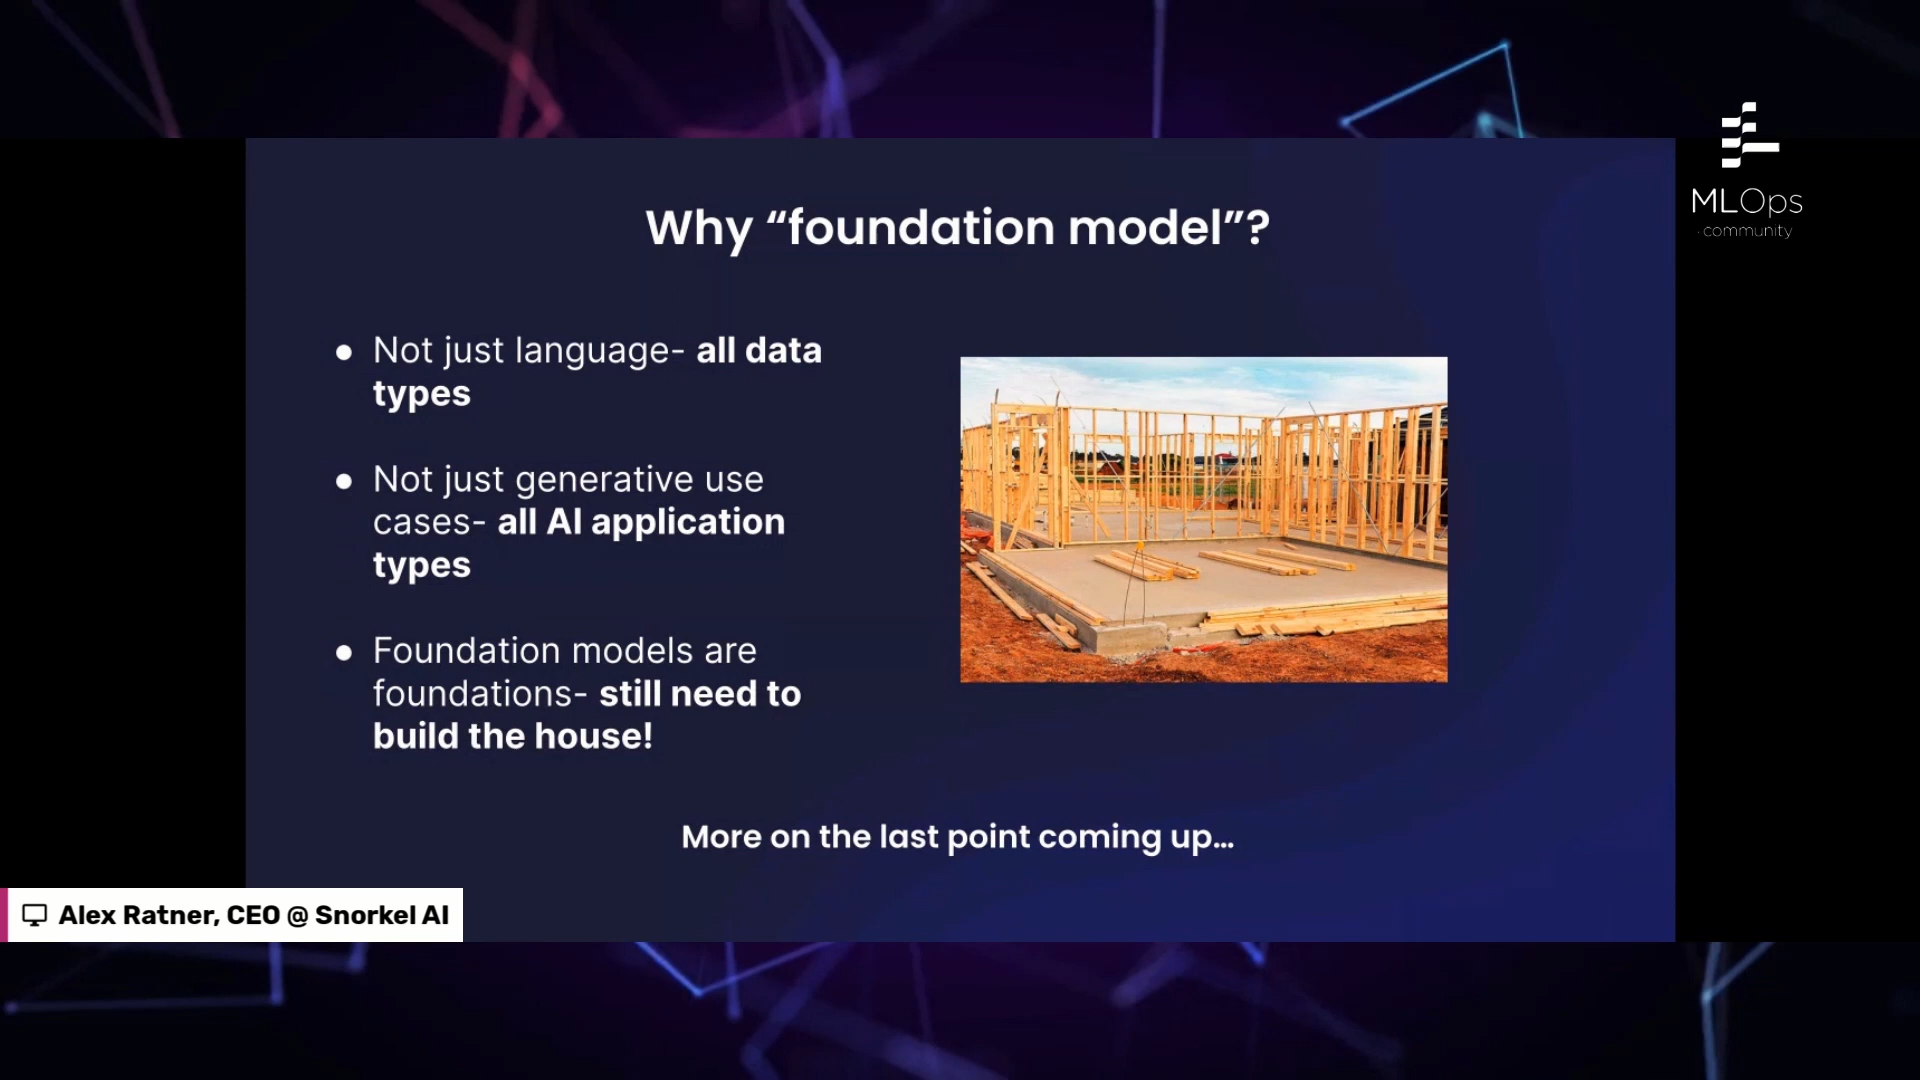 MLOps
community
Why “foundation model”?
● Not just language- all data
types
● Not just generative use
cases- all AI application
types
● Foundation models are
foundations- still need to
build the house!
More on the last point coming up...
Alex Ratner, CEO @ Snorkel AI